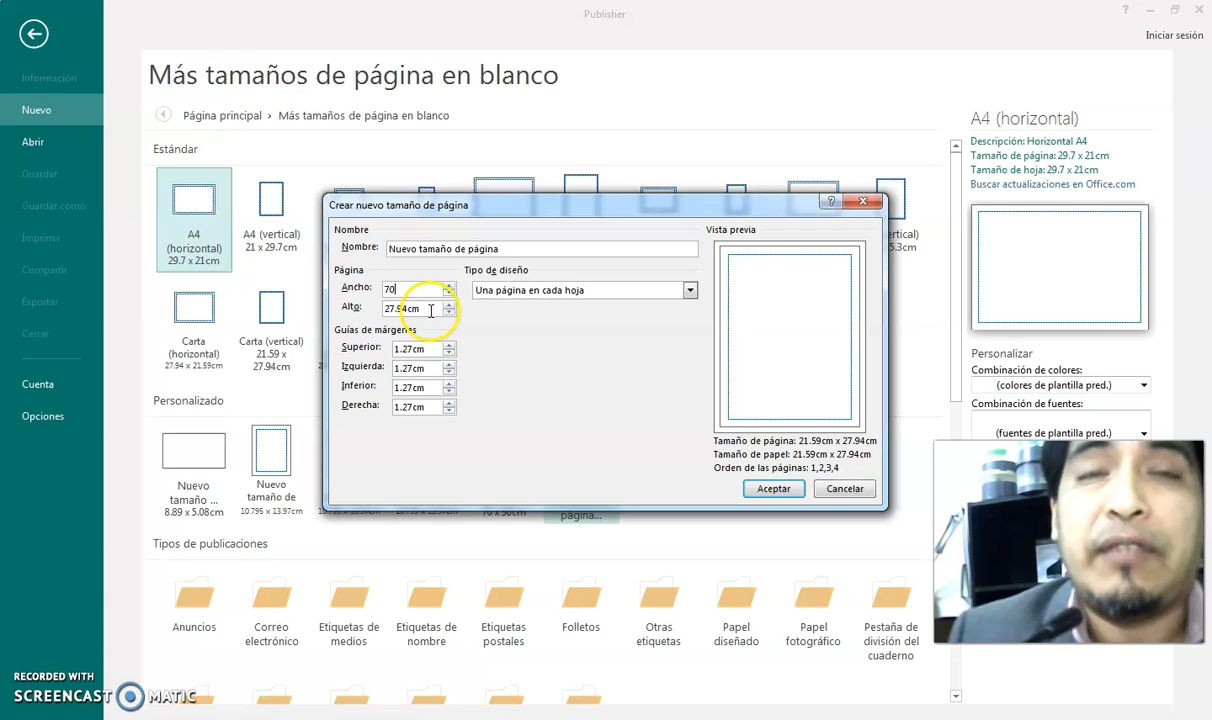 Publisher
?
Iniciar sesión
Información
Nuevo
Abrir
Guardar
Guardar como
Imprimir
Compartir
Exportar
Cerrar
Cuenta
Opciones
Más tamaños de página en blanco
Página principal › Más tamaños de página en blanco
Estándar
A4 (horizontal) 29.7 x 21cm
A4 (vertical) 21 x 29.7cm
Carta (horizontal) 27.94 x 21.59cm
Carta (vertical) 21.59 x 27.94cm
Personalizado
Nuevo tamaño ... 8.89 x 5.08cm
Nuevo tamaño de 10.795 x 13.97cm
página...
Tipos de publicaciones
Anuncios
Correo electrónico
Etiquetas de medios
Etiquetas de nombre
Etiquetas postales
Folletos
Otras etiquetas
Papel diseñado
Papel fotográfico
Pestaña de división del cuaderno
Crear nuevo tamaño de página
?
Nombre
Nombre: Nuevo tamaño de página
Página
Ancho: 70
Alto: 27.94cm
Tipo de diseño
Una página en cada hoja
Guías de márgenes
Superior: 1.27cm
Izquierda: 1.27cm
Inferior: 1.27cm
Derecha: 1.27cm
Vista previa
Tamaño de página: 21.59cm x 27.94cm
Tamaño de papel: 21.59cm x 27.94cm
Orden de las páginas: 1,2,3,4
Aceptar
Cancelar
A4 (horizontal)
Descripción: Horizontal A4
Tamaño de página: 29.7 x 21cm
Tamaño de hoja: 29.7 x 21cm
Buscar actualizaciones en Office.com
Personalizar
Combinación de colores:
(colores de plantilla pred.)
Combinación de fuentes:
(fuentes de plantilla pred.)
RECORDED WITH
SCREENCAST MATIC